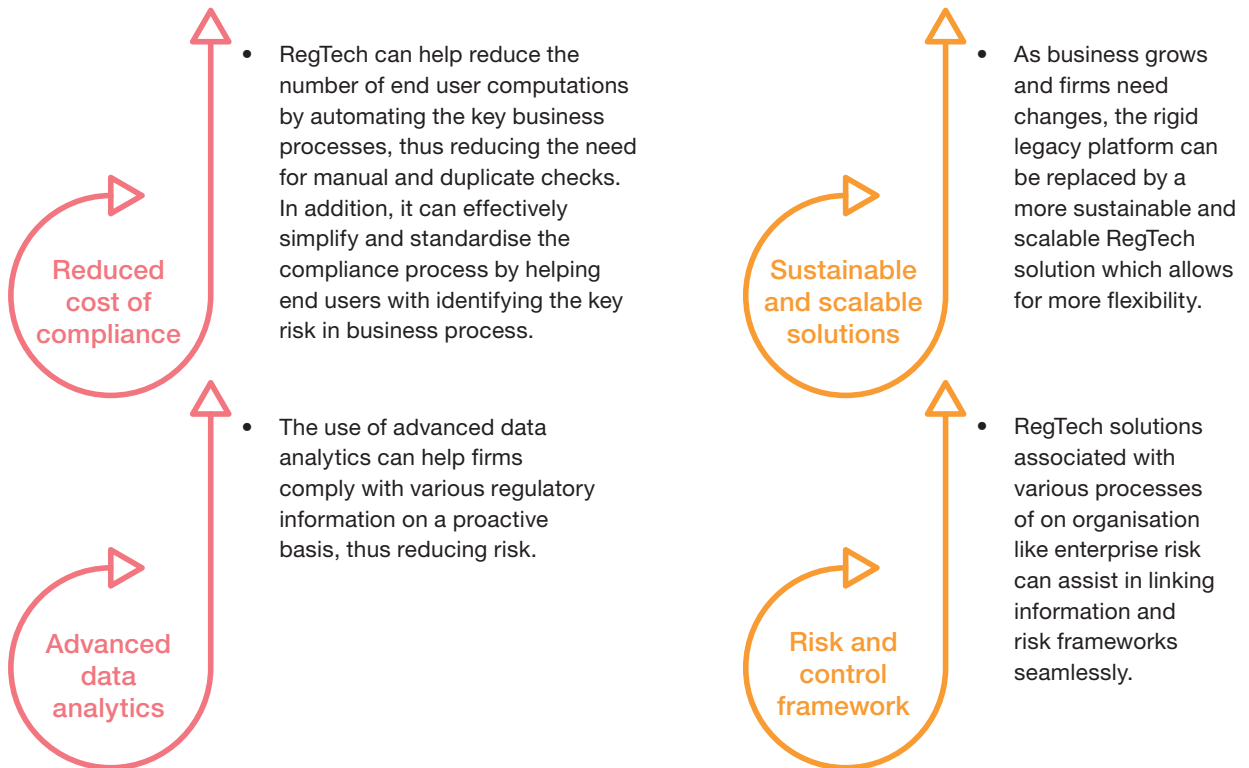 Reduced
cost of
compliance
• RegTech can help reduce the
number of end user computations
by automating the key business
processes, thus reducing the need
for manual and duplicate checks.
In addition, it can effectively
simplify and standardise the
compliance process by helping
end users with identifying the key
risk in business process.
Sustainable
and scalable
solutions
• As business grows
and firms need
changes, the rigid
legacy platform can
be replaced by a
more sustainable and
scalable RegTech
solution which allows
for more flexibility.
Advanced
data
analytics
• The use of advanced data
analytics can help firms
comply with various regulatory
information on a proactive
basis, thus reducing risk.
Risk and
control
framework
• RegTech solutions
associated with
various processes
of on organisation
like enterprise risk
can assist in linking
information and
risk frameworks
seamlessly.